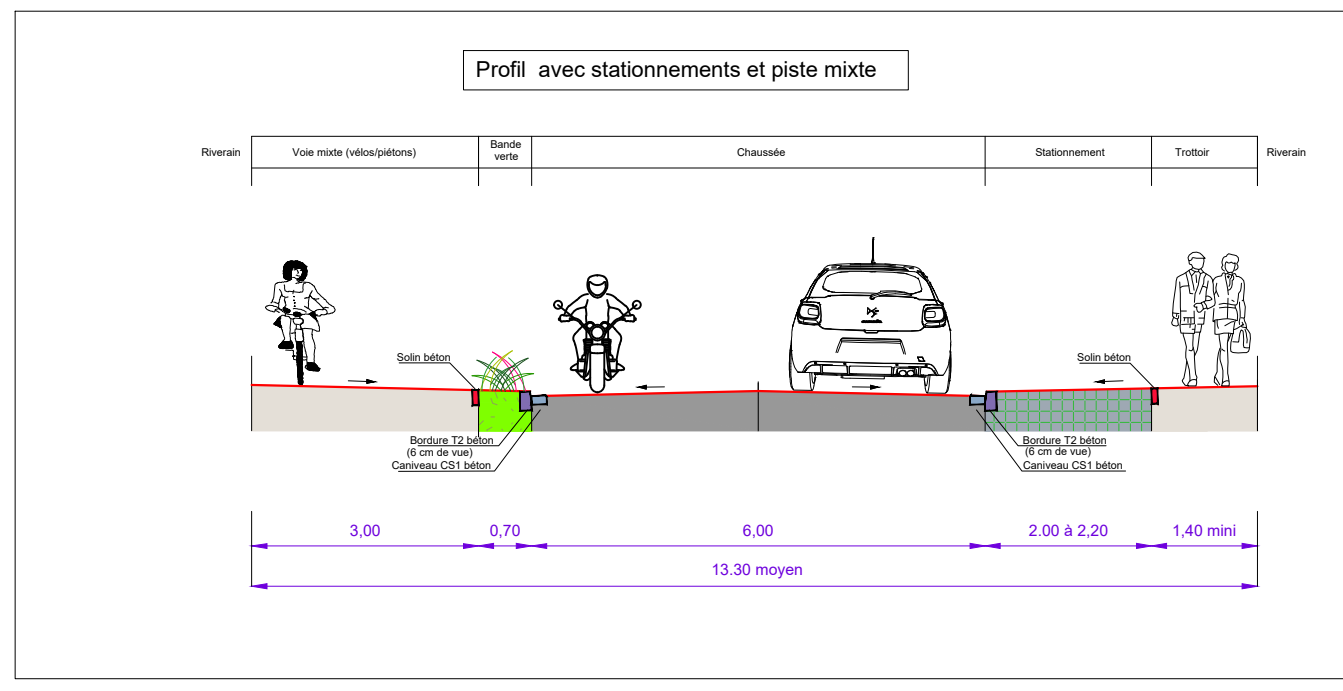 Profil avec stationnements et piste mixte
Riverain
Voie mixte (vélos/piétons)
Bande
verte
Chaussée
Stationnement
Trottoir
Riverain
Solin béton
Solin béton
Bordure T2 béton
(6 cm de vue)
Caniveau CS1 béton
Bordure T2 béton
(6 cm de vue)
Caniveau CS1 béton
3,00
0,70
6,00
2.00 à 2,20
1,40 mini
13.30 moyen